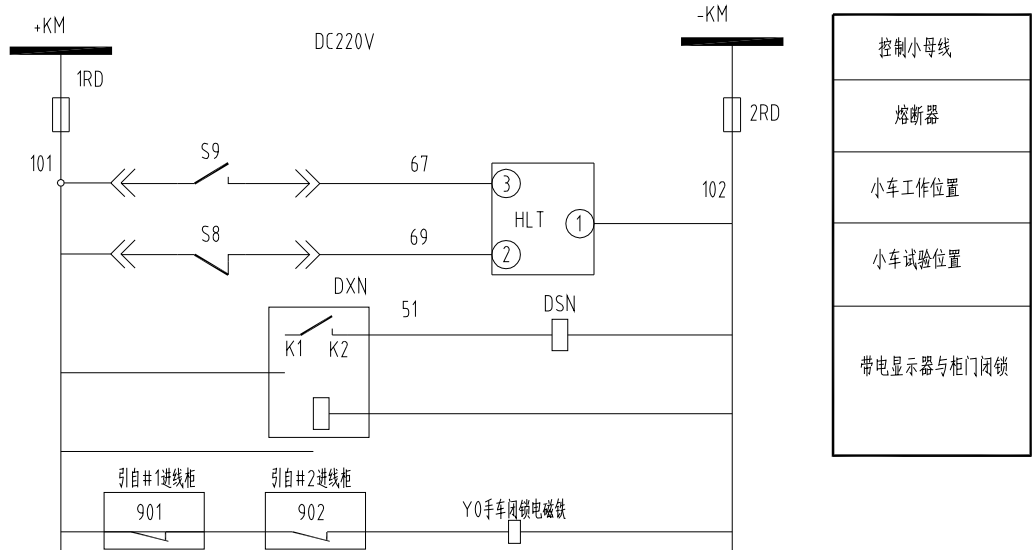 +KM
DC220V
-KM
控制小母线
1RD
2RD
熔断器
101
S9
67
③
HLT
①
102
小车工作位置
S8
69
②
小车试验位置
DXN
51
DSN
K1
K2
带电显示器与柜门闭锁
引自#1进线柜
引自#2进线柜
901
902
Y0手车闭锁电磁铁